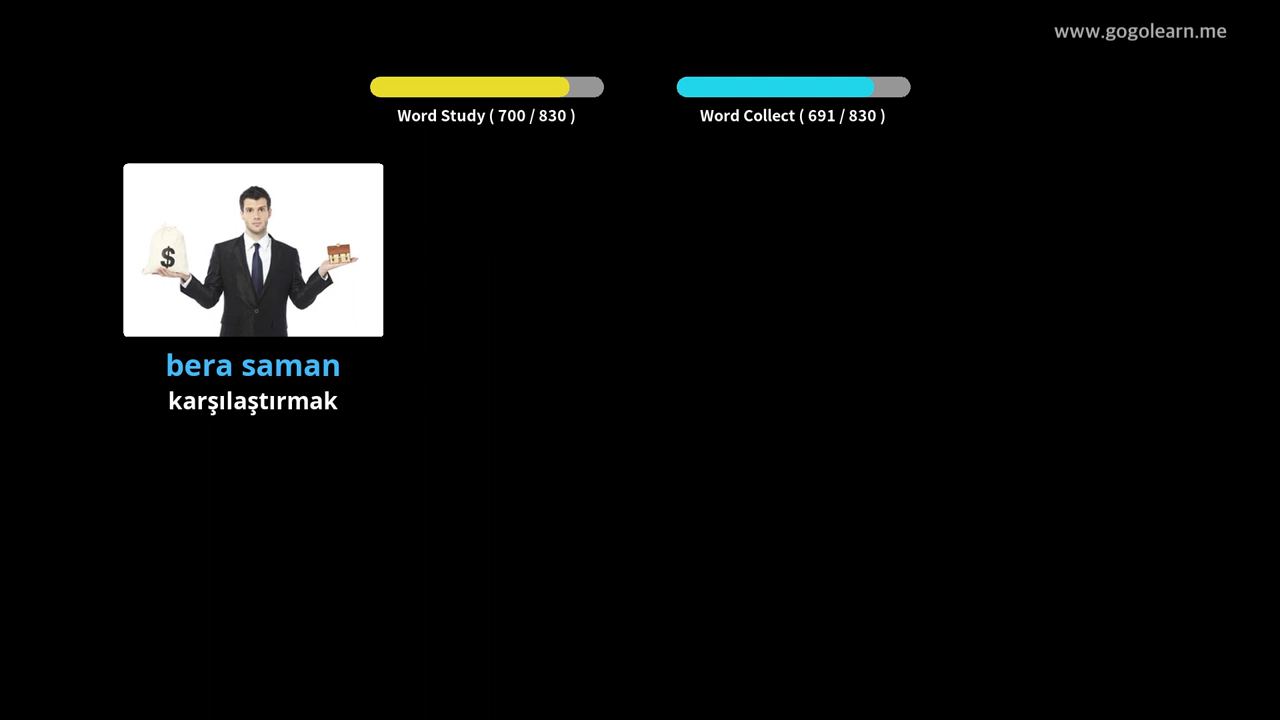 www.gogolearn.me
Word Study ( 700 / 830 )
Word Collect ( 691 / 830 )
$
bera saman
karşılaştırmak